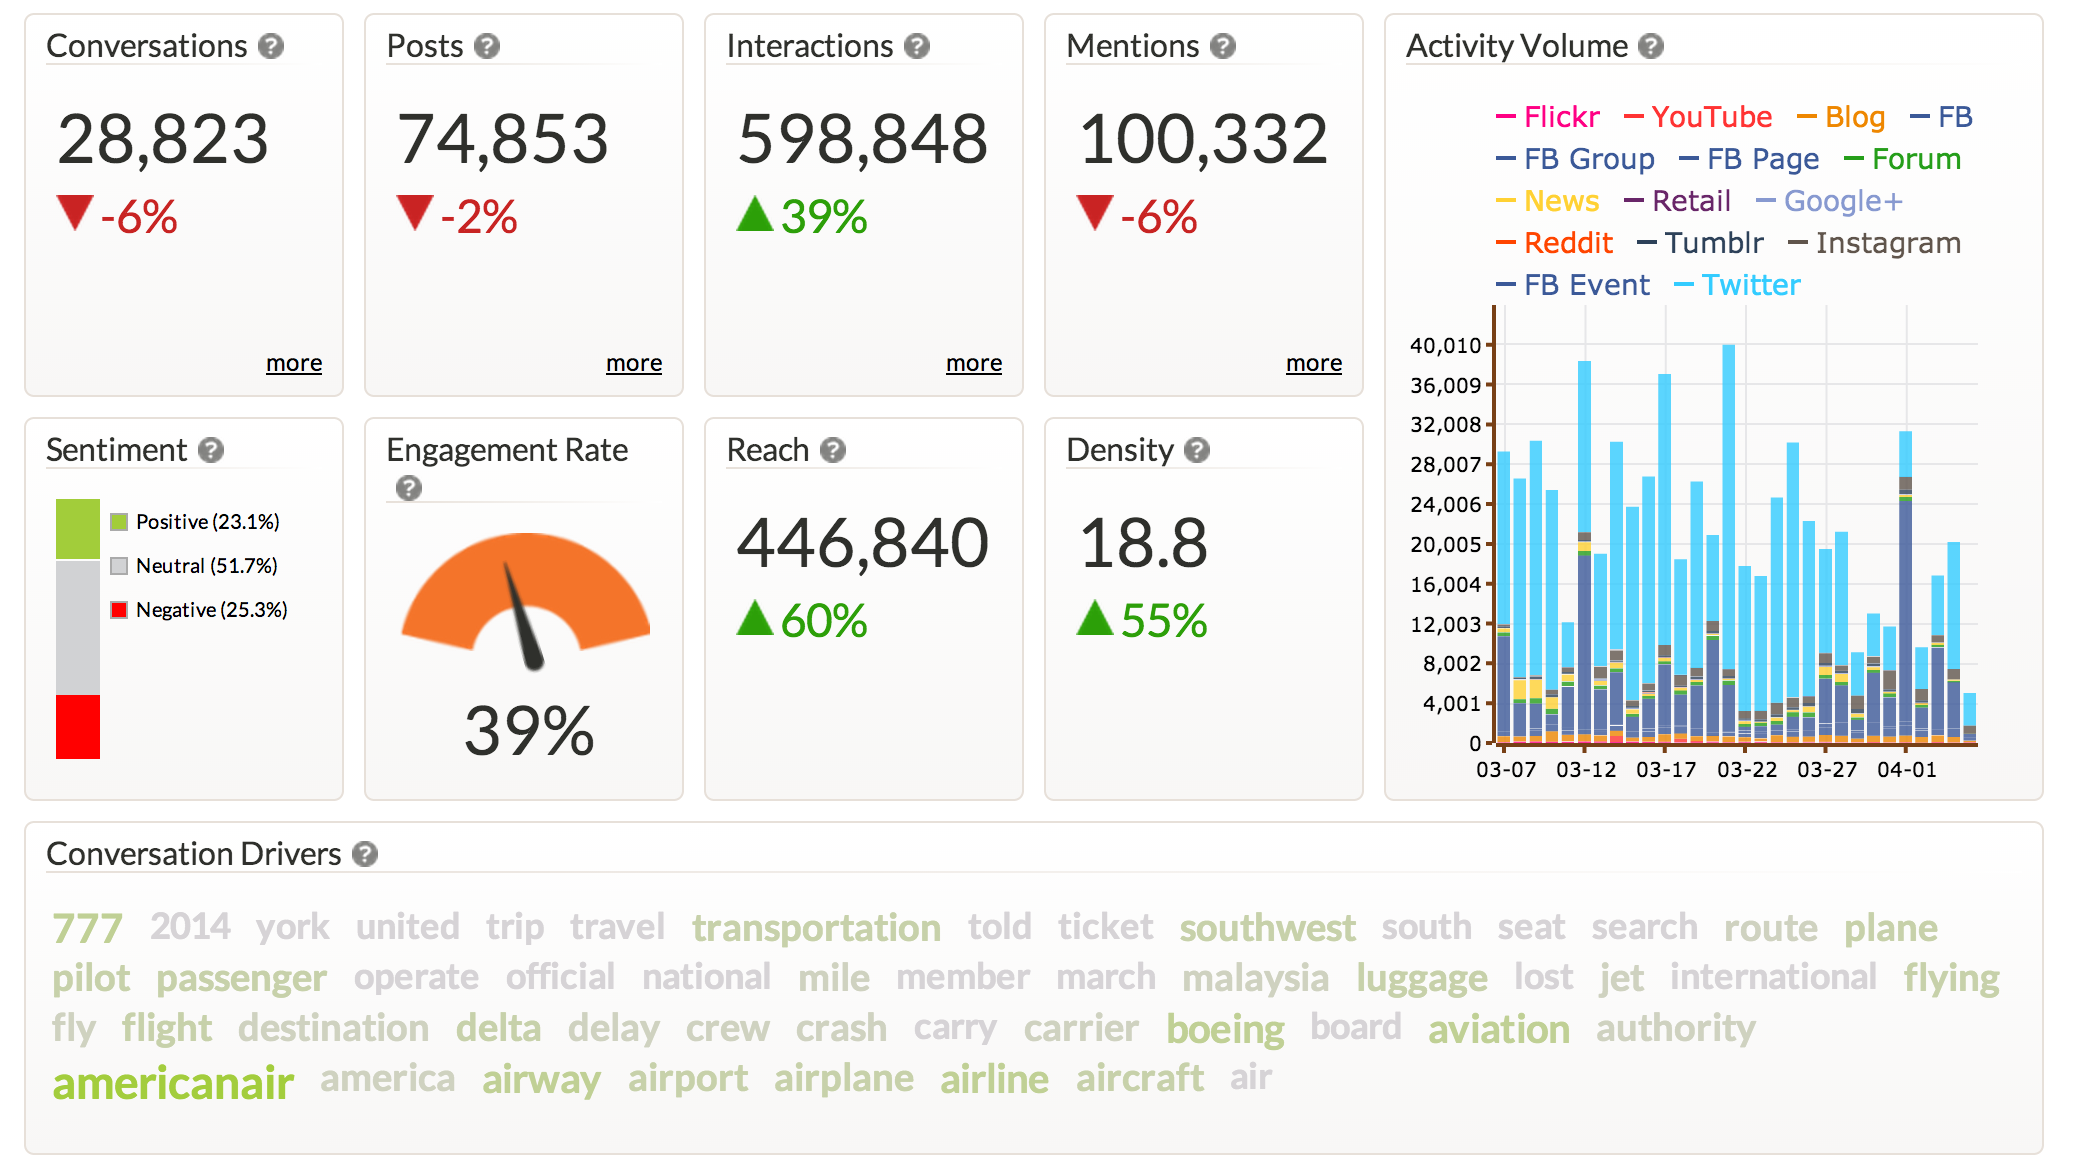 Conversations ?
28,823
-6%
more
Posts ?
74,853
-2%
more
Interactions ?
598,848
39%
more
Mentions ?
100,332
-6%
more
Activity Volume ?
Flickr YouTube Blog FB
FB Group FB Page Forum
News Retail Google+
Reddit Tumblr Instagram
FB Event Twitter
40,010
36,009
32,008
28,007
24,006
20,005
16,004
12,003
8,002
4,001
0
03-07 03-12 03-17 03-22 03-27 04-01
Sentiment ?
Positive (23.1%)
Neutral (51.7%)
Negative (25.3%)
Engagement Rate
?
39%
Reach ?
446,840
60%
Density ?
18.8
55%
Conversation Drivers ?
777 2014 york united trip travel transportation told ticket southwest south seat search route plane
pilot passenger operate official national mile member march malaysia luggage lost jet international flying
fly flight destination delta delay crew crash carry carrier boeing board aviation authority
americanair america airway airport airplane airline aircraft air